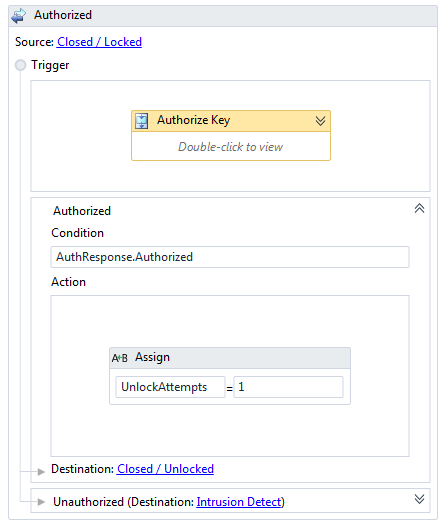 Authorized
Source: Closed / Locked
Trigger
Authorize Key
Double-click to view
Authorized
Condition
AuthResponse.Authorized
Action
A+B Assign
UnlockAttempts = 1
Destination: Closed / Unlocked
Unauthorized (Destination: Intrusion Detect)